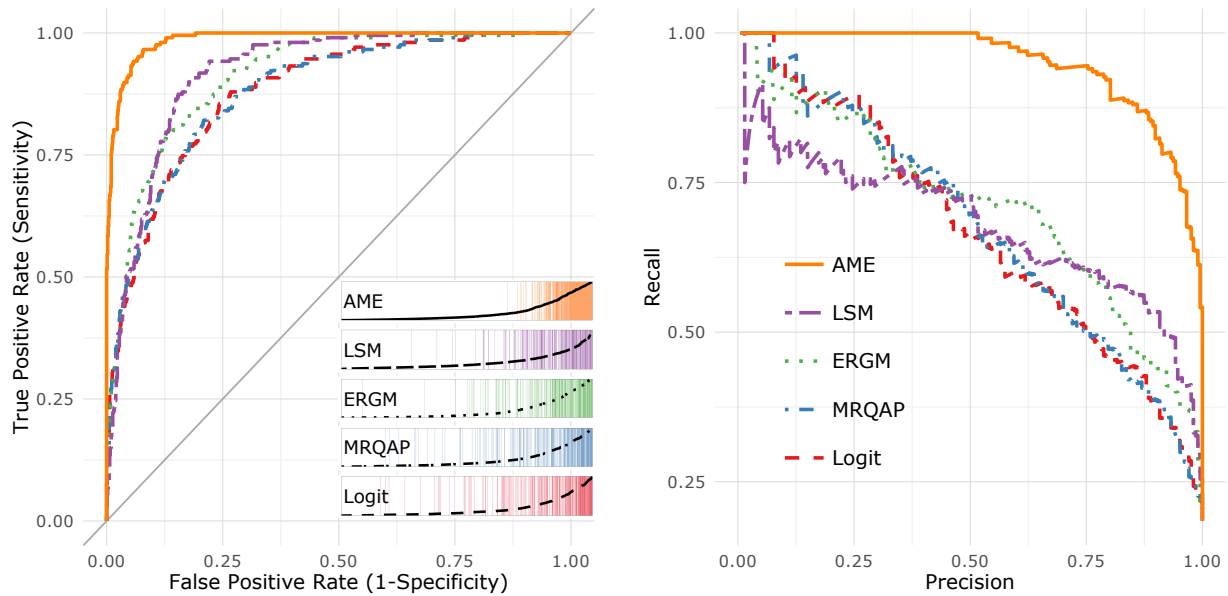 1.00
0.75
0.50
0.25
0.00
True Positive Rate (Sensitivity)
AME
LSM
ERGM
MRQAP
Logit
0.00 0.25 0.50 0.75 1.00
False Positive Rate (1-Specificity)
1.00
0.75
0.50
0.25
Recall
AME
LSM
ERGM
MRQAP
Logit
0.00 0.25 0.50 0.75 1.00
Precision